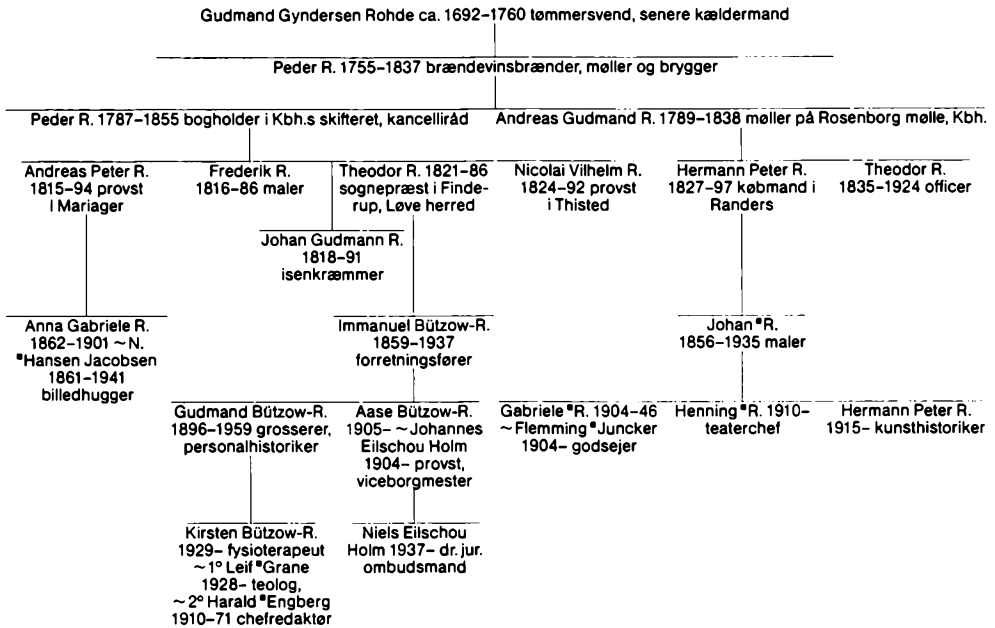 Gudmand Gyndersen Rohde ca. 1692–1760 tømmersvend, senere kældermand
Peder R. 1755–1837 brændevinsbrænder, møller og brygger
Peder R. 1787–1855 bogholder i Kbh.s skifteret, kancelliråd
Andreas Gudmand R. 1789–1838 møller på Rosenborg mølle, Kbh.
Andreas Peter R.
1815–94 provst
I Mariager
Frederik R.
1816–86 maler
Theodor R. 1821–86
sognepræst i Finde-
rup, Løve herred
Nicolai Vilhelm R.
1824–92 provst
i Thisted
Hermann Peter R.
1827–97 købmand i
Randers
Theodor R.
1835–1924 officer
Johan Gudmann R.
1818–91
isenkræmmer
Anna Gabriele R.
1862–1901 ~ N.
*Hansen Jacobsen
1861–1941
billedhugger
Immanuel Bützow-R.
1859–1937
forretningsfører
Johan *R.
1856–1935 maler
Gudmand Bützow-R.
1896–1959 grosserer,
personalhistoriker
Aase Bützow-R.
1905– ~ Johannes
Eilschou Holm
1904– provst,
viceborgmester
Gabriele *R. 1904–46
~ Flemming *Juncker
1904– godsejer
Henning *R. 1910–
teaterchef
Hermann Peter R.
1915– kunsthistoriker
Kirsten Bützow-R.
1929– fysioterapeut
~ 1° Leif *Grane
1928– teolog,
~ 2° Harald *Engberg
1910–71 chefredaktør
Niels Eilschou
Holm 1937– dr. jur.
ombudsmand